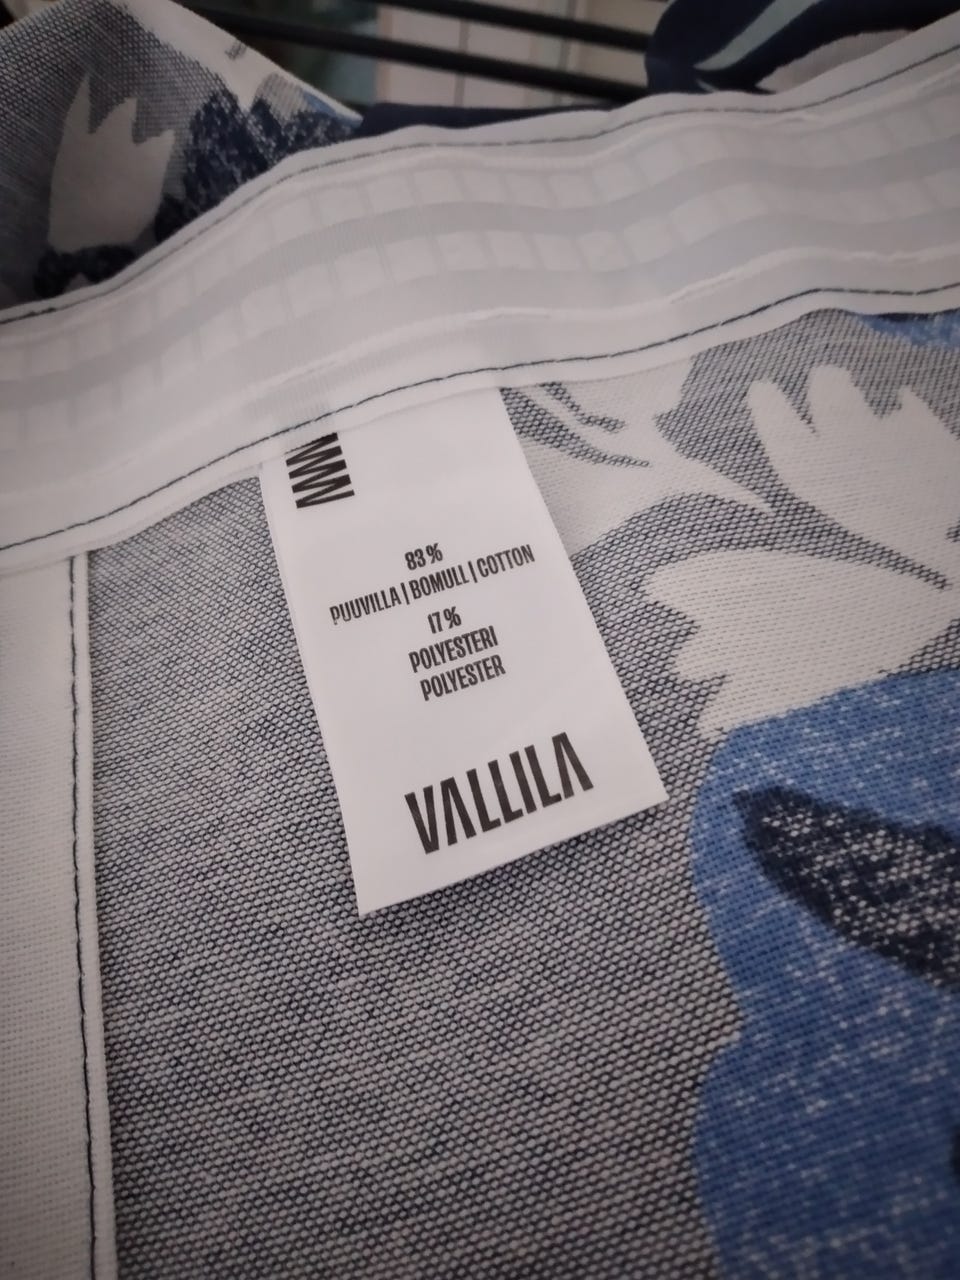 83 %
PUUVILLA | BOMULL | COTTON
17 %
POLYESTERI
POLYESTER
VALLILA